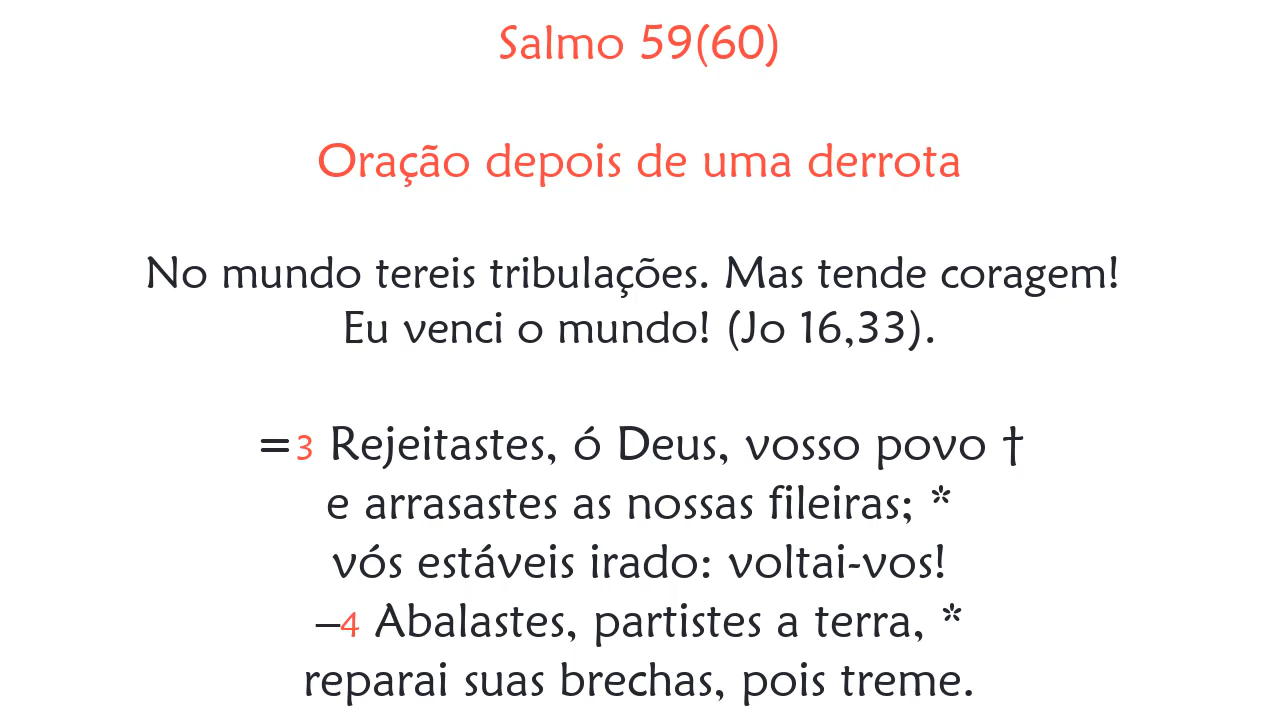 Salmo 59(60)
Oração depois de uma derrota
No mundo tereis tribulações. Mas tende coragem!
Eu venci o mundo! (Jo 16,33).
=3 Rejeitastes, ó Deus, vosso povo †
e arrasastes as nossas fileiras; *
vós estáveis irado: voltai-vos!
–4 Abalastes, partistes a terra, *
reparai suas brechas, pois treme.